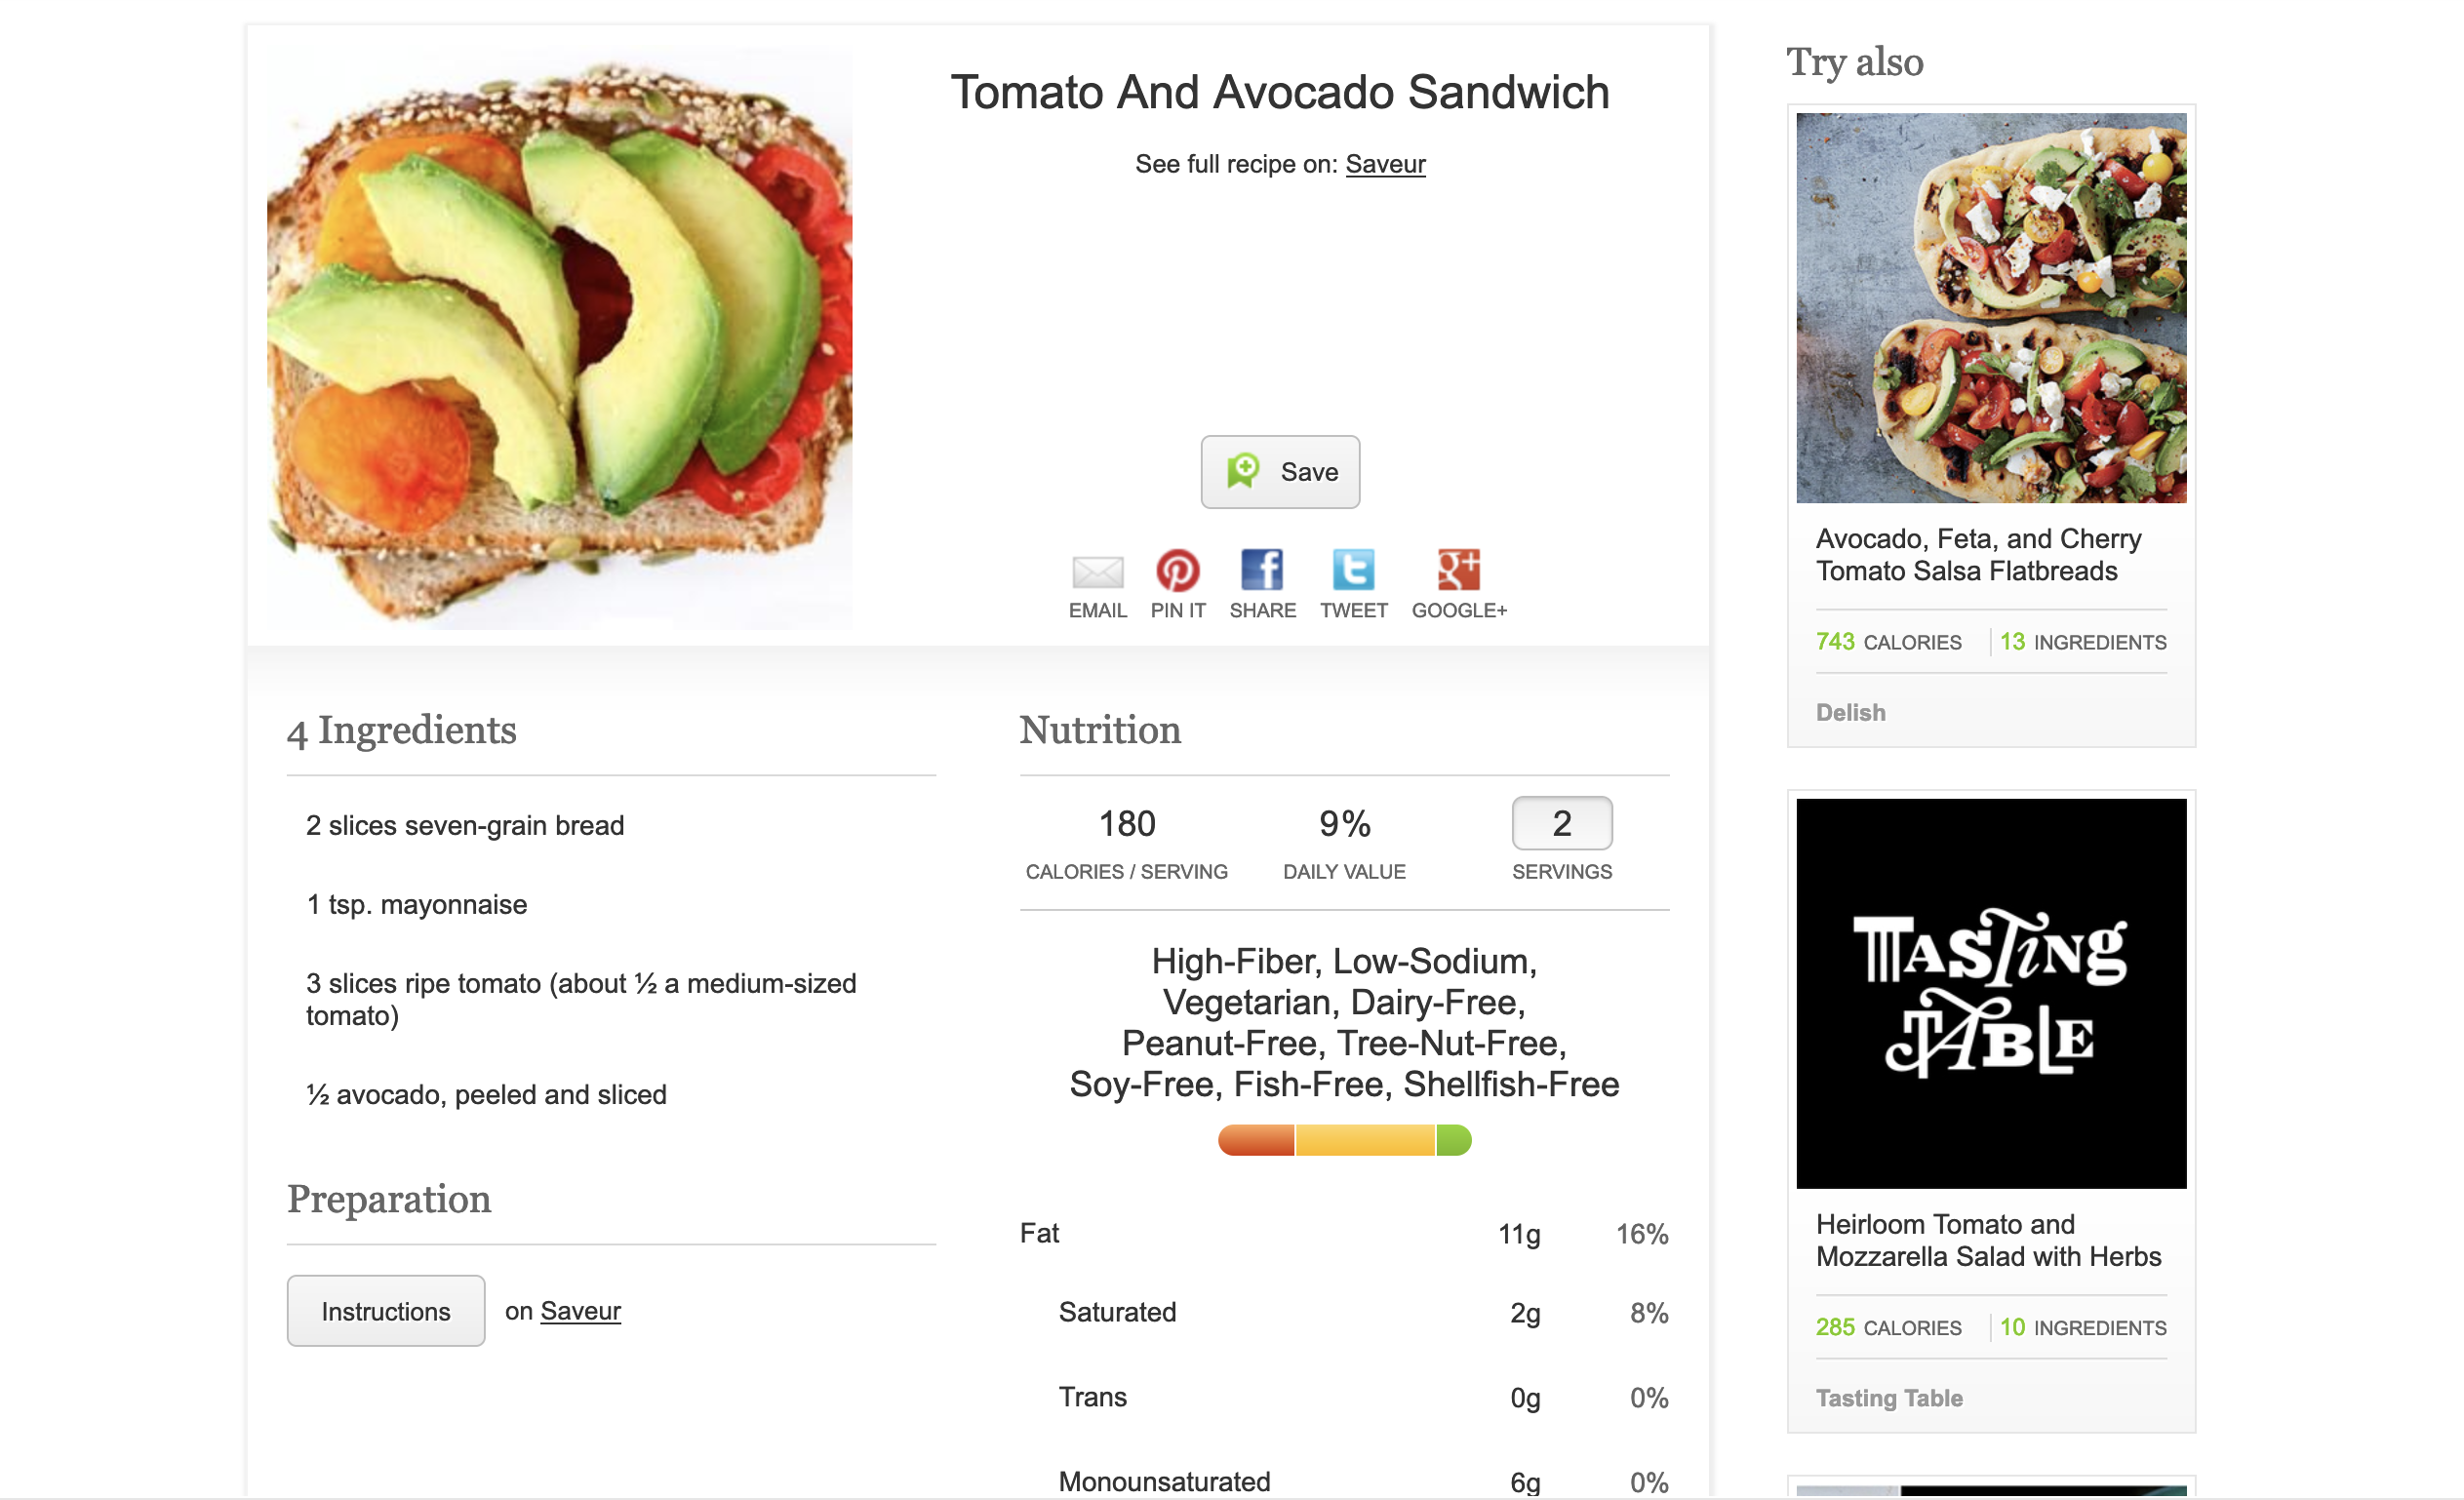 Tomato And Avocado Sandwich
See full recipe on: Saveur
Save
EMAIL PIN IT SHARE TWEET GOOGLE+
4 Ingredients
2 slices seven-grain bread
1 tsp. mayonnaise
3 slices ripe tomato (about ½ a medium-sized
tomato)
½ avocado, peeled and sliced
Preparation
Instructions on Saveur
Nutrition
180 9% 2
CALORIES / SERVING DAILY VALUE SERVINGS
High-Fiber, Low-Sodium,
Vegetarian, Dairy-Free,
Peanut-Free, Tree-Nut-Free,
Soy-Free, Fish-Free, Shellfish-Free
Fat 11g 16%
Saturated 2g 8%
Trans 0g 0%
Monounsaturated 6g 0%
Try also
Avocado, Feta, and Cherry
Tomato Salsa Flatbreads
743 CALORIES 13 INGREDIENTS
Delish
TASTING
TABLE
Heirloom Tomato and
Mozzarella Salad with Herbs
285 CALORIES 10 INGREDIENTS
Tasting Table